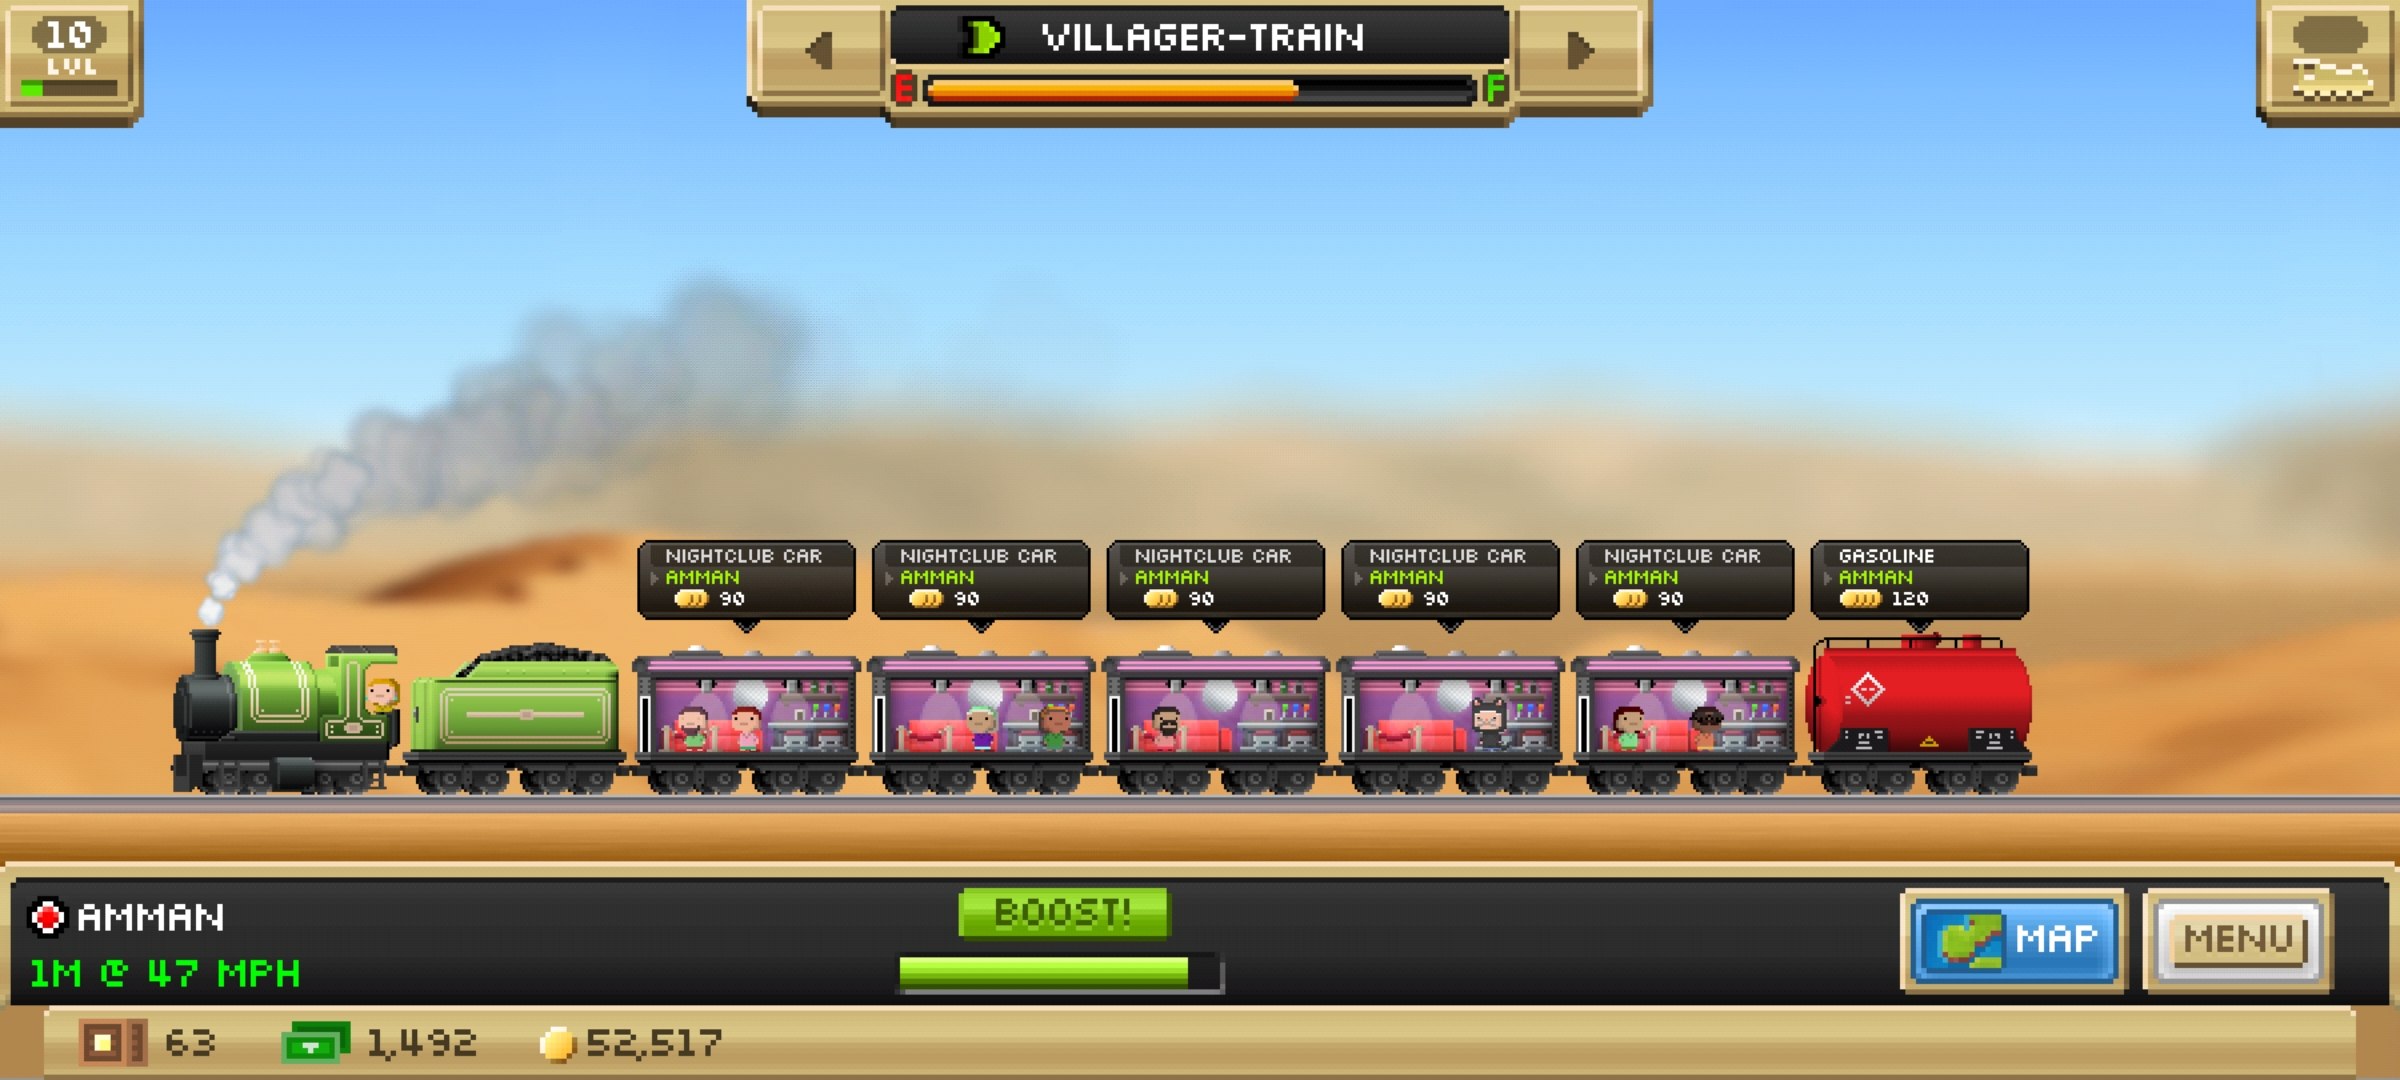 10
LVL
VILLAGER-TRAIN
E F
NIGHTCLUB CAR
AMMAN
90
NIGHTCLUB CAR
AMMAN
90
NIGHTCLUB CAR
AMMAN
90
NIGHTCLUB CAR
AMMAN
90
NIGHTCLUB CAR
AMMAN
90
GASOLINE
AMMAN
120
AMMAN
1M @ 47 MPH
BOOST!
MAP
MENU
63
1,492
52,517